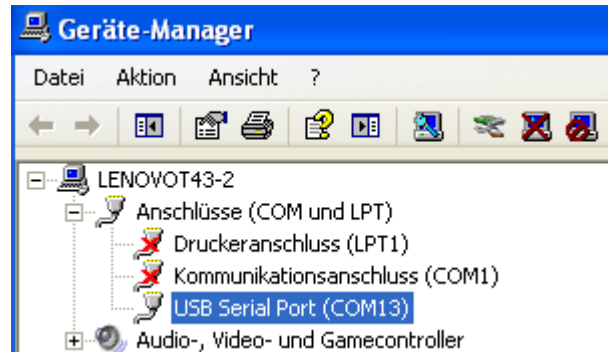 Geräte-Manager
Datei Aktion Ansicht ?
LENOVOT43-2
Anschlüsse (COM und LPT)
Druckeranschluss (LPT1)
Kommunikationsanschluss (COM1)
USB Serial Port (COM13)
Audio-, Video- und Gamecontroller